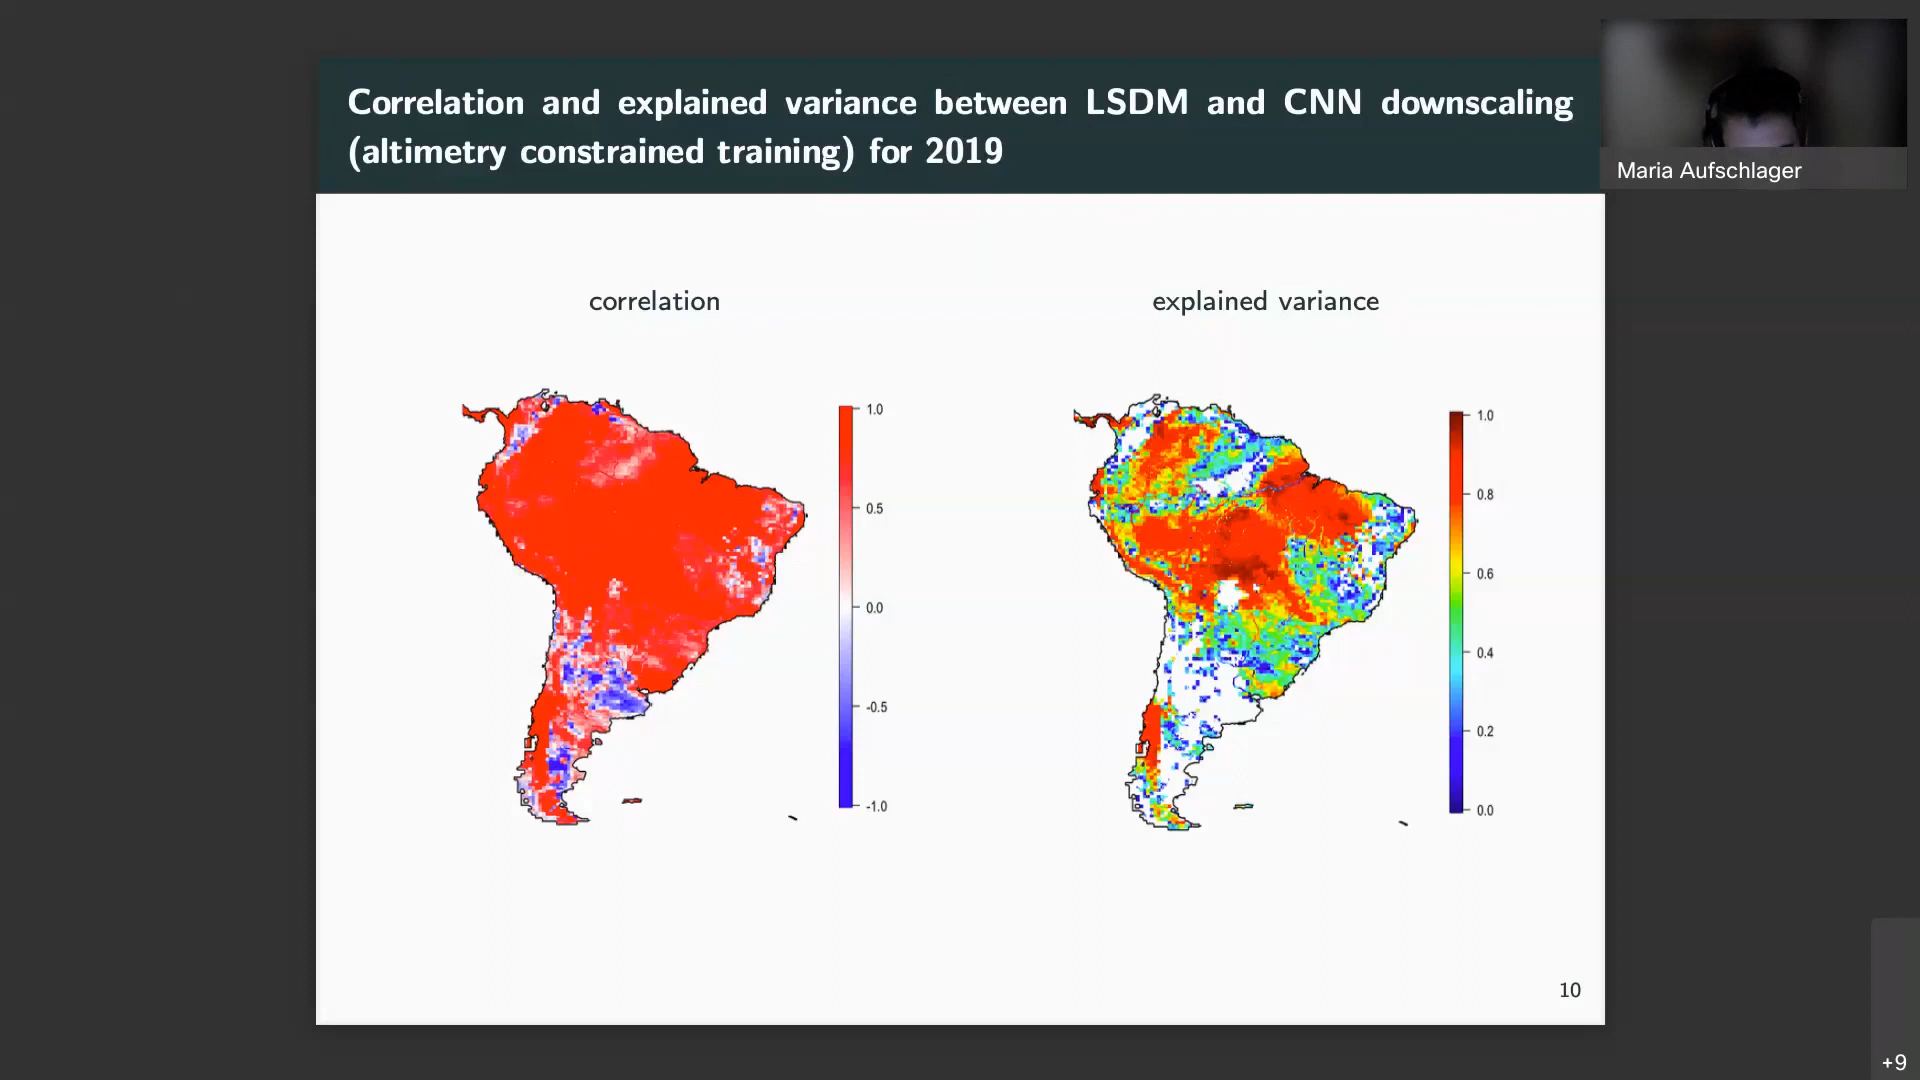 Correlation and explained variance between LSDM and CNN downscaling
(altimetry constrained training) for 2019
Maria Aufschlager
correlation
explained variance
1.0
0.5
0.0
-0.5
-1.0
1.0
0.8
0.6
0.4
0.2
0.0
10
+9